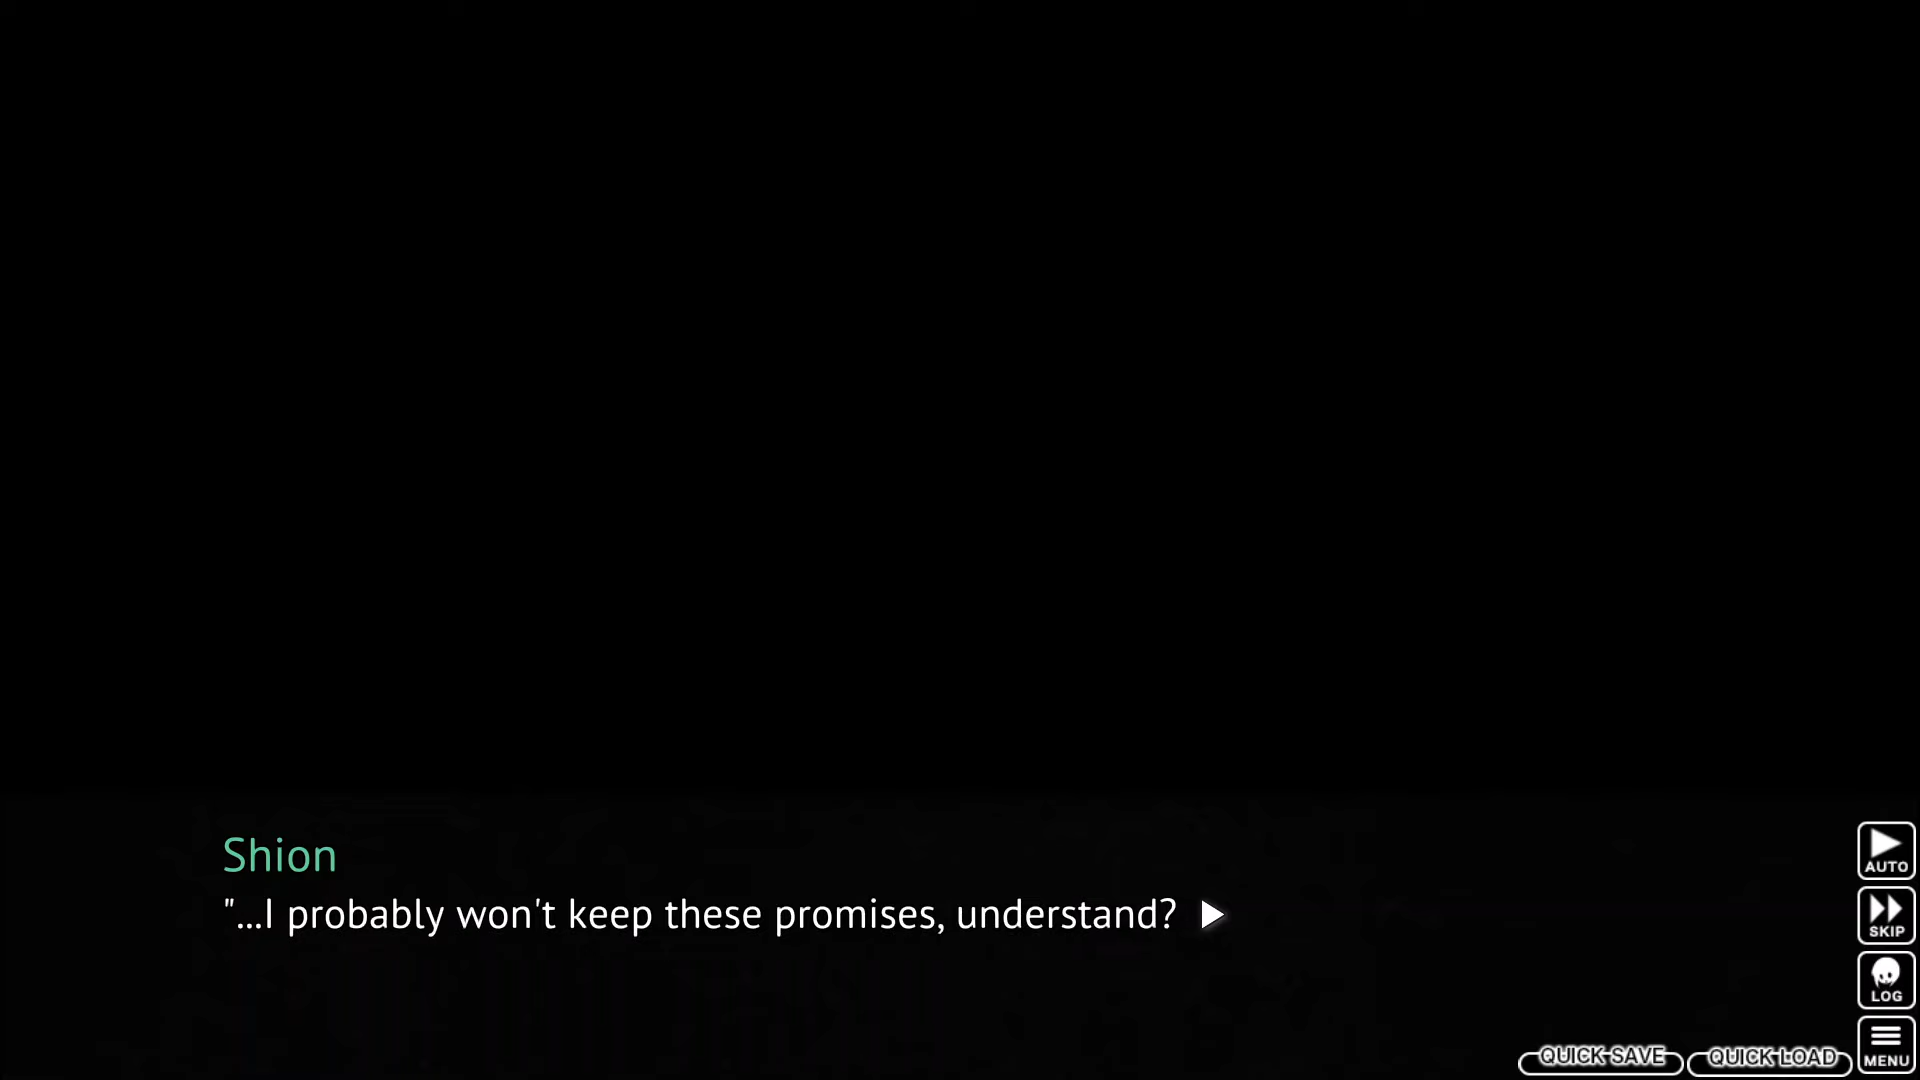 Shion
"...I probably won't keep these promises, understand?
AUTO
SKIP
LOG
MENU
QUICK SAVE
QUICK LOAD